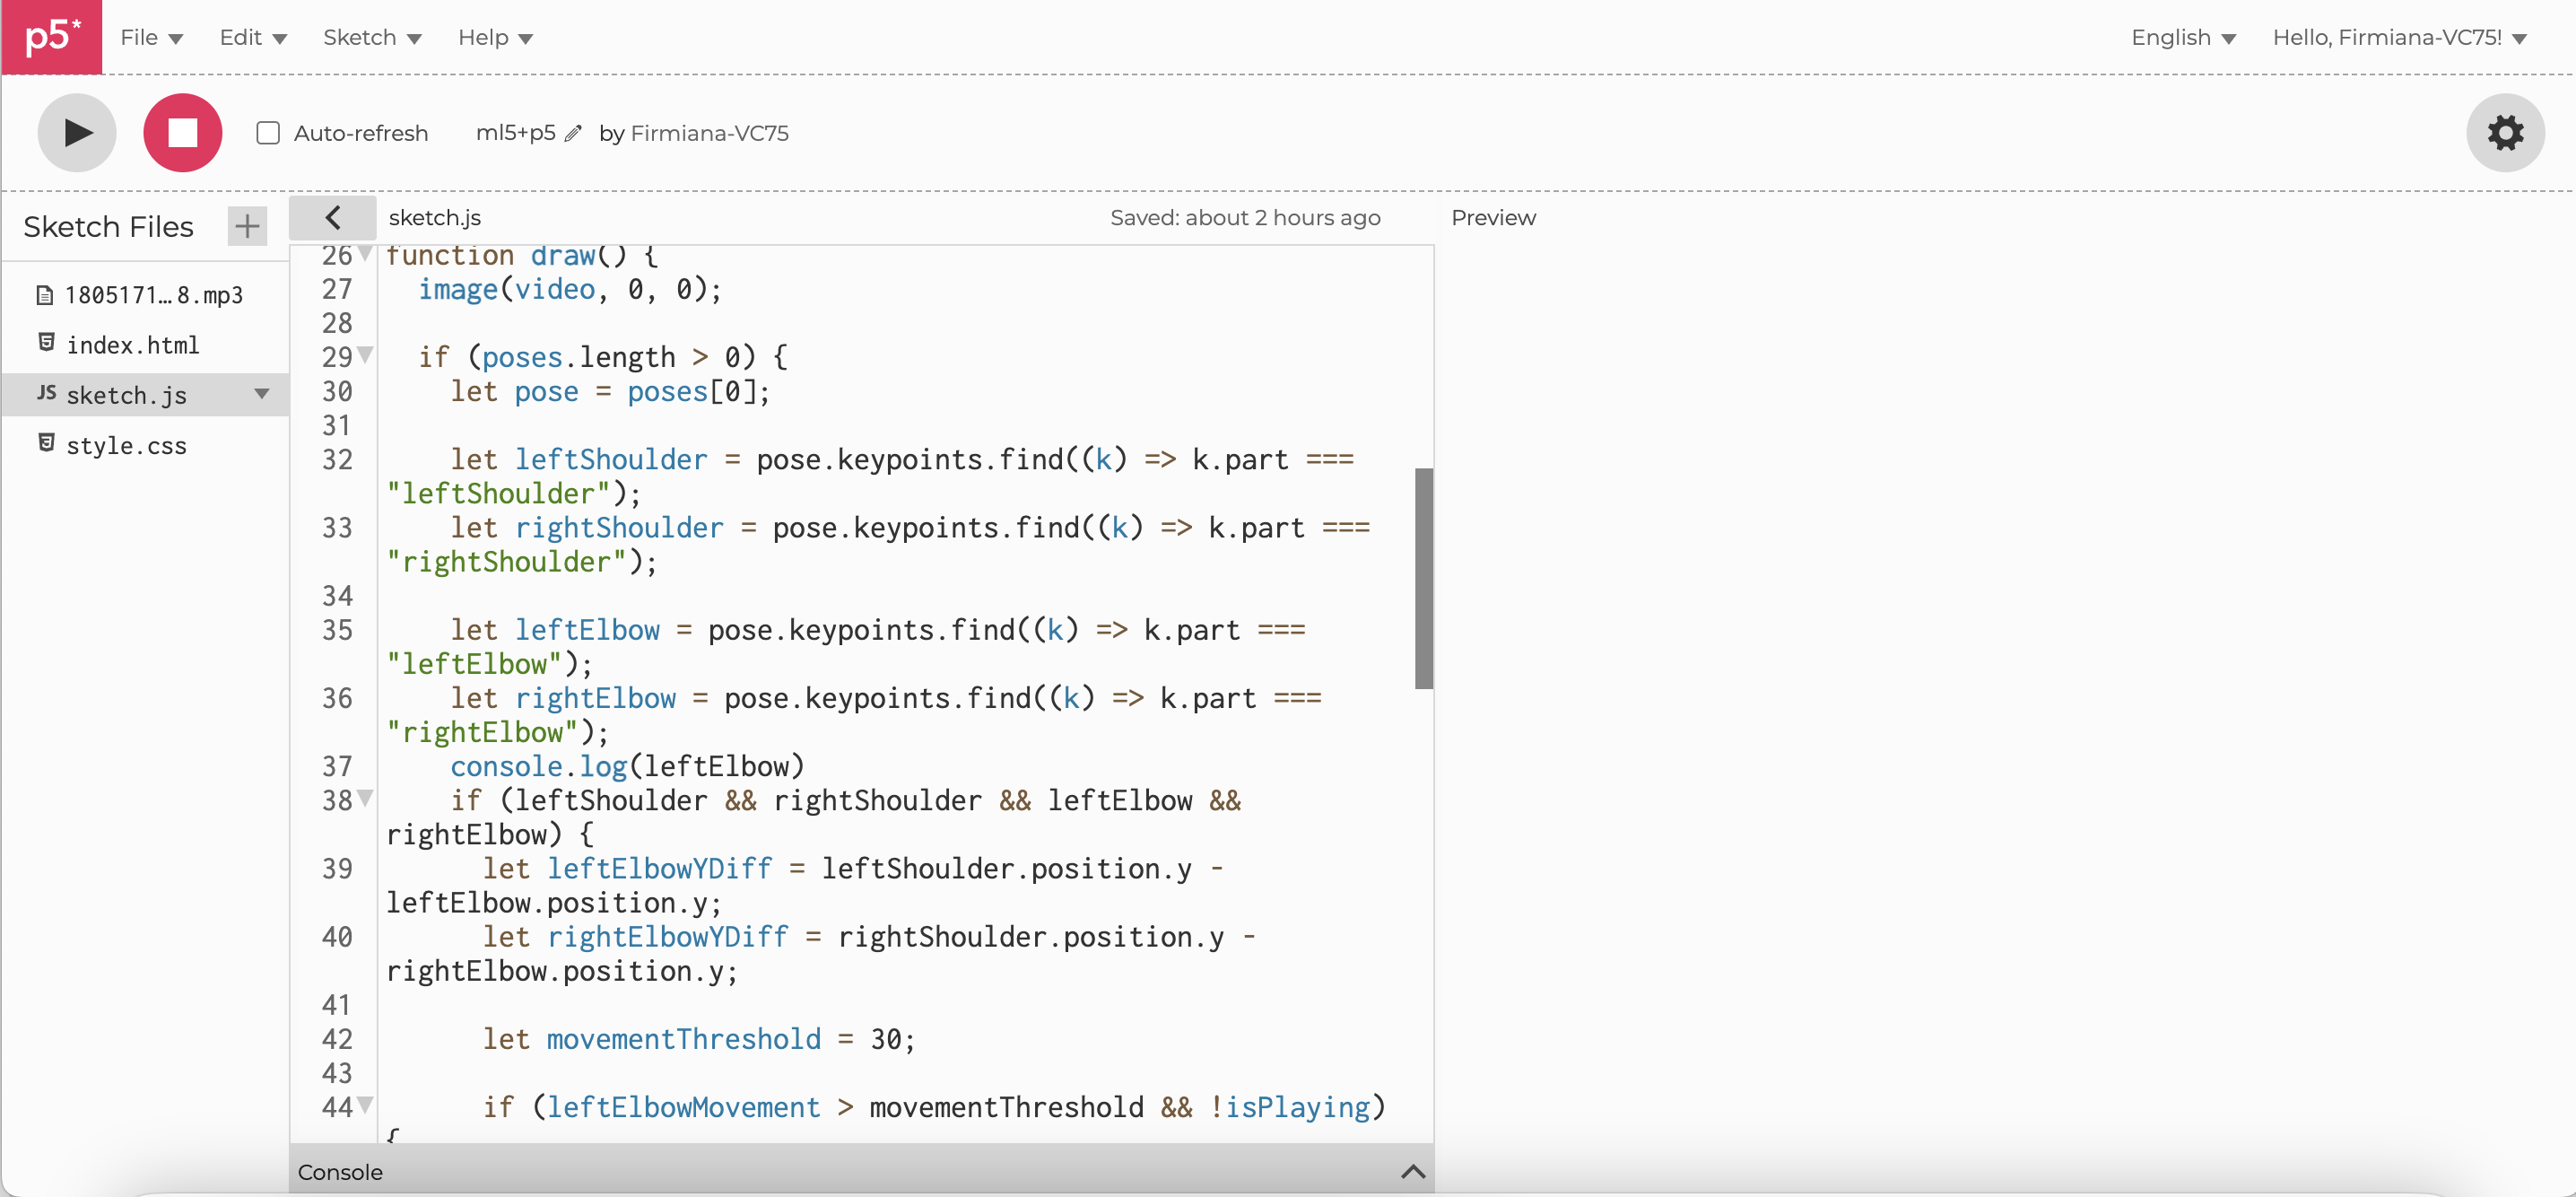 p5*
File
Edit
Sketch
Help
English
Hello, Firmiana-VC75!
Auto-refresh
ml5+p5
by Firmiana-VC75
Sketch Files
+
sketch.js
Saved: about 2 hours ago
Preview
1805171...8.mp3
index.html
JS sketch.js
style.css
26 function draw() {
27 image(video, 0, 0);
28
29 if (poses.length > 0) {
30 let pose = poses[0];
31
32 let leftShoulder = pose.keypoints.find((k) => k.part ===
"leftShoulder");
33 let rightShoulder = pose.keypoints.find((k) => k.part ===
"rightShoulder");
34
35 let leftElbow = pose.keypoints.find((k) => k.part ===
"leftElbow");
36 let rightElbow = pose.keypoints.find((k) => k.part ===
"rightElbow");
37 console.log(leftElbow)
38 if (leftShoulder && rightShoulder && leftElbow &&
rightElbow) {
39 let leftElbowYDiff = leftShoulder.position.y -
leftElbow.position.y;
40 let rightElbowYDiff = rightShoulder.position.y -
rightElbow.position.y;
41
42 let movementThreshold = 30;
43
44 if (leftElbowMovement > movementThreshold && !isPlaying)
{
Console